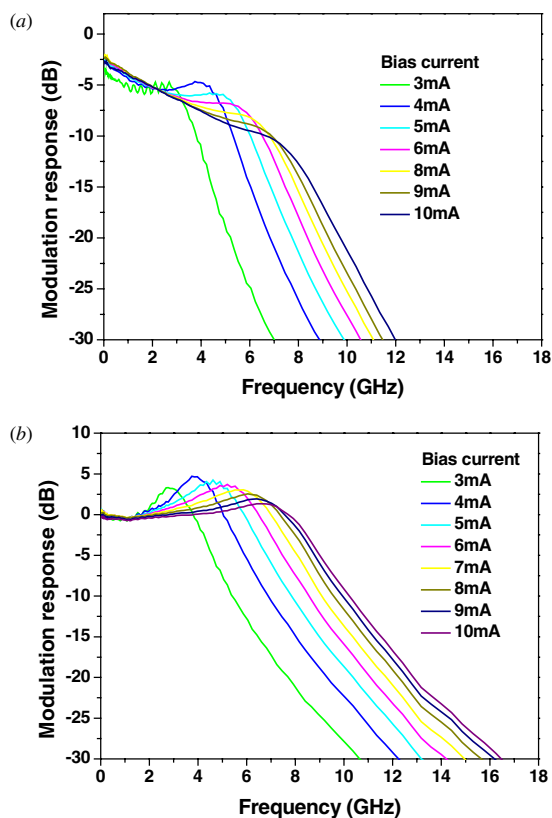 (a)
0
-5
-10
-15
-20
-25
-30
Modulation response (dB)
Bias current
3mA
4mA
5mA
6mA
8mA
9mA
10mA
0 2 4 6 8 10 12 14 16 18
Frequency (GHz)
(b)
10
5
0
-5
-10
-15
-20
-25
-30
Modulation response (dB)
Bias current
3mA
4mA
5mA
6mA
7mA
8mA
9mA
10mA
0 2 4 6 8 10 12 14 16 18
Frequency (GHz)